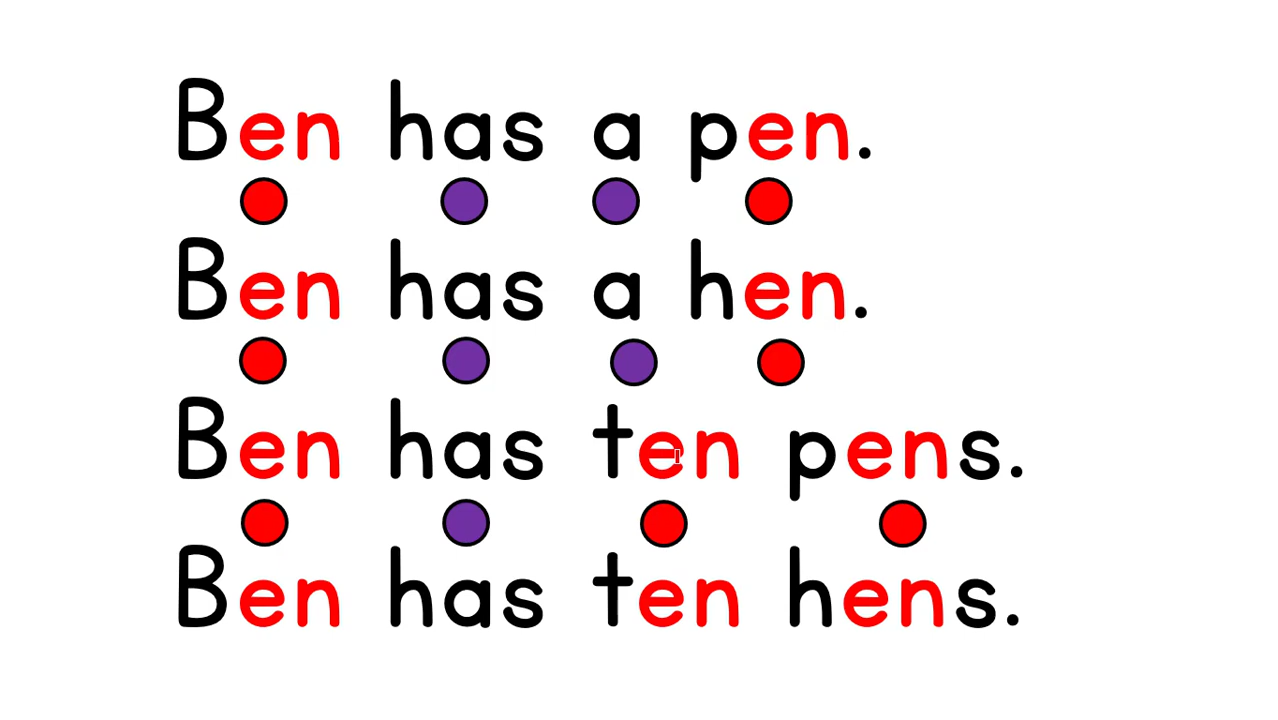 Ben has a pen.
Ben has a hen.
Ben has ten pens.
Ben has ten hens.